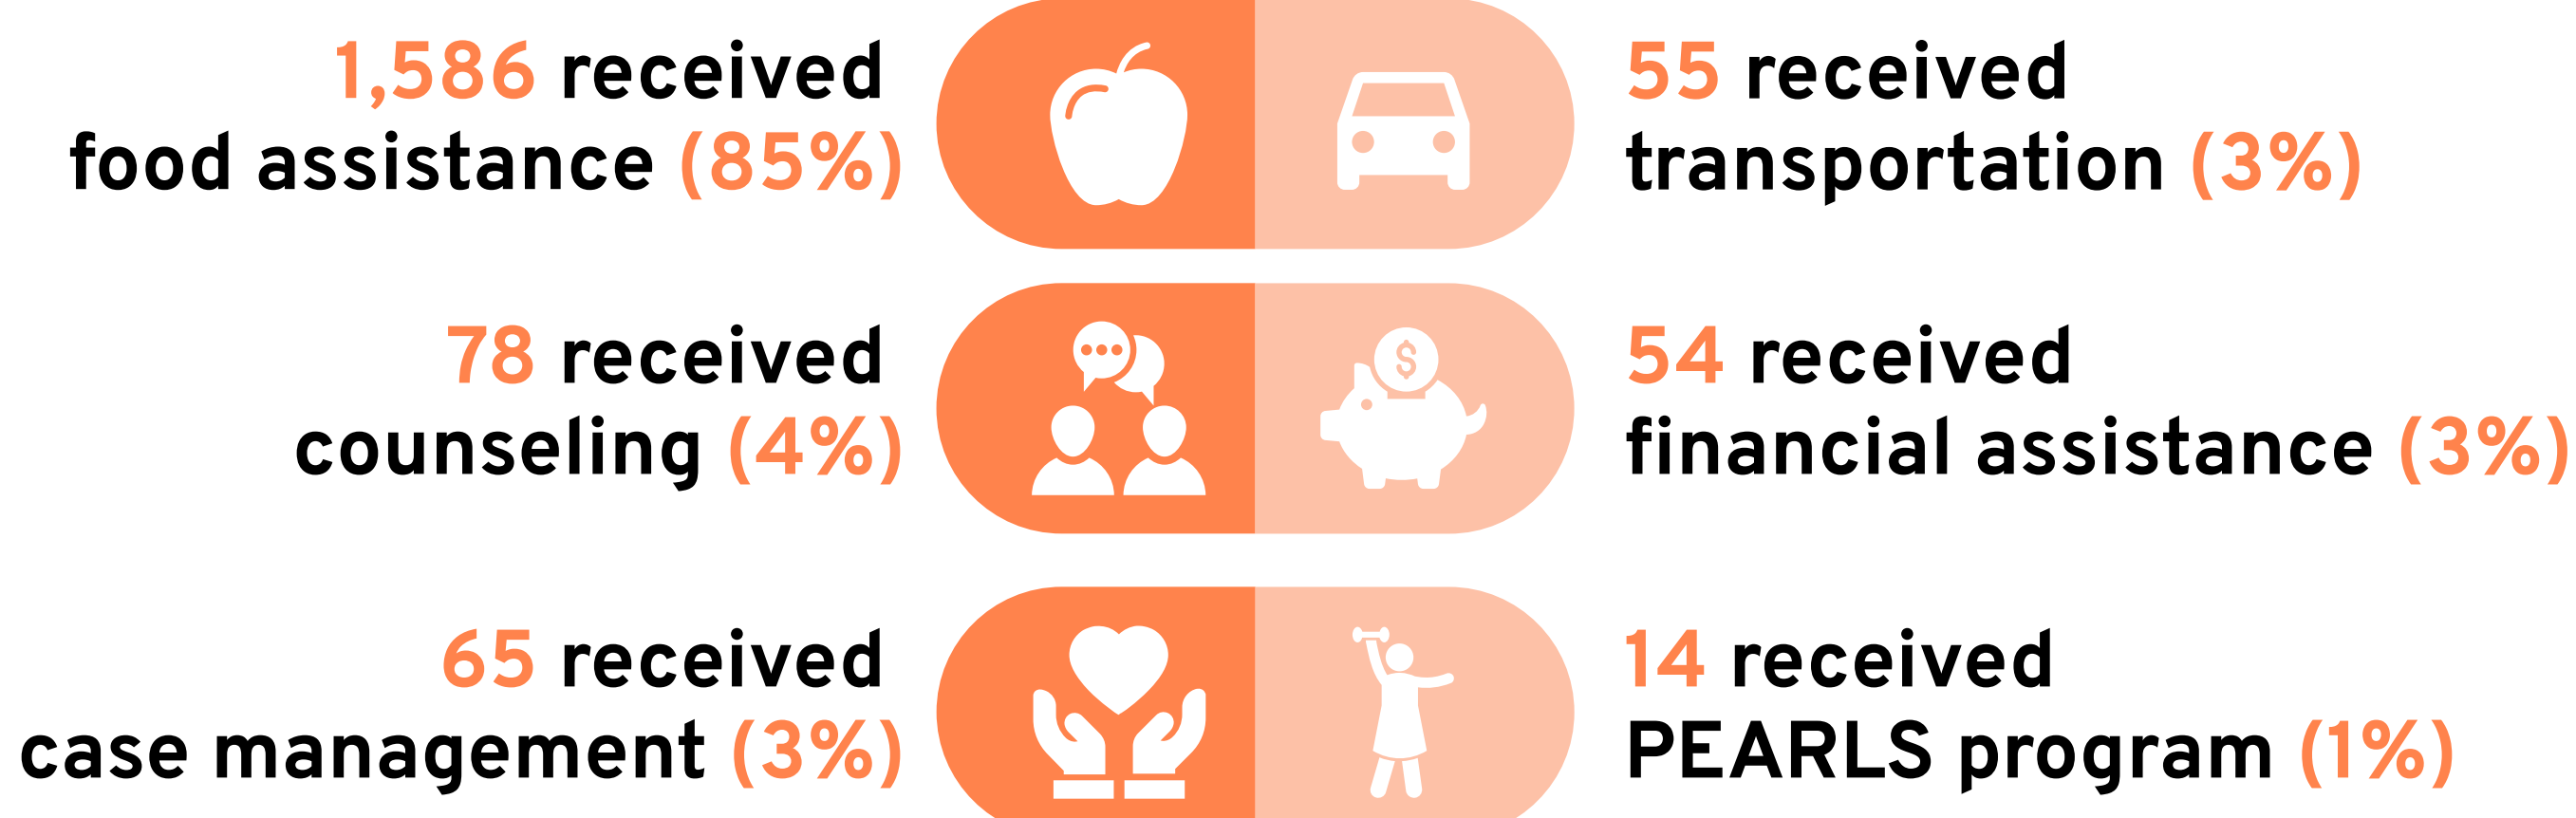 1,586 received
food assistance (85%)
55 received
transportation (3%)
78 received
counseling (4%)
$
54 received
financial assistance (3%)
65 received
case management (3%)
14 received
PEARLS program (1%)